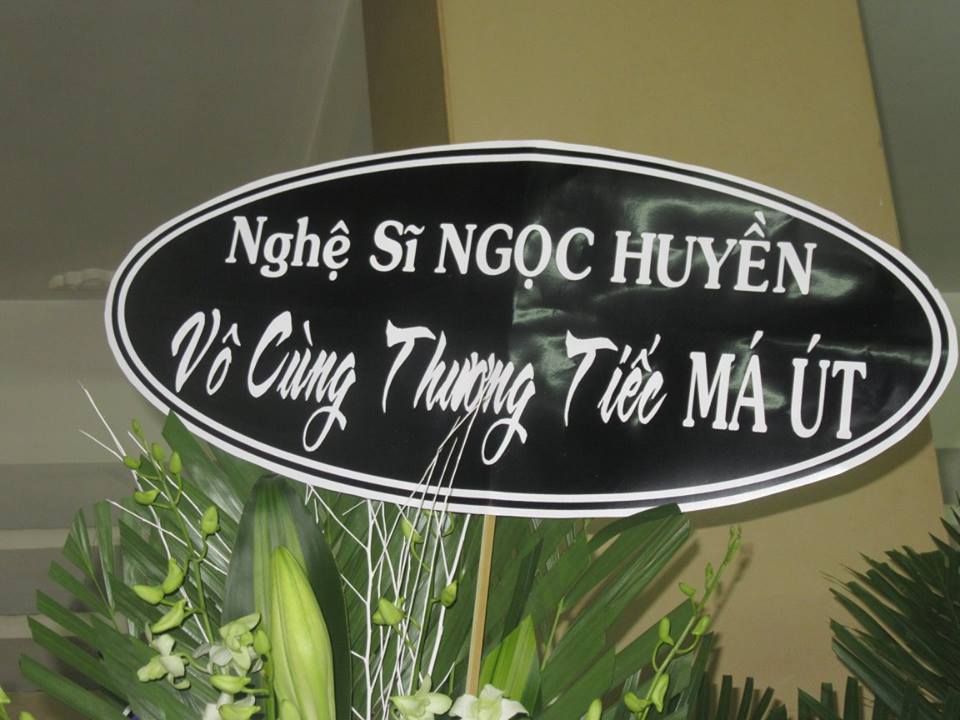 Nghệ Sĩ NGỌC HUYỀN
Vô Cùng Thương Tiếc MÁ ÚT